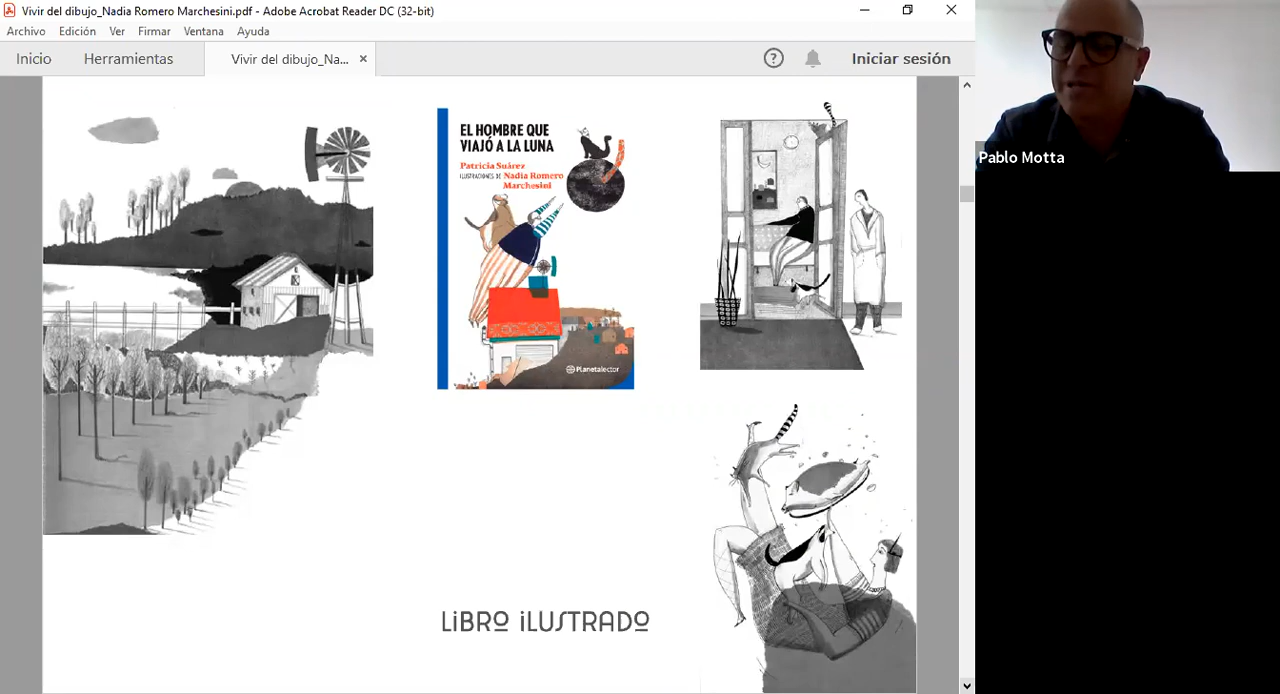 Vivir del dibujo_Nadia Romero Marchesini.pdf - Adobe Acrobat Reader DC (32-bit)
Archivo Edición Ver Firmar Ventana Ayuda
Inicio Herramientas Vivir del dibujo_Na... × ? Iniciar sesión
Pablo Motta
EL HOMBRE QUE
VIAJÓ A LA LUNA
Patricia Suárez
ILUSTRACIONES DE Nadia Romero
Marchesini
Planetalector
LIBRO ILUSTRADO